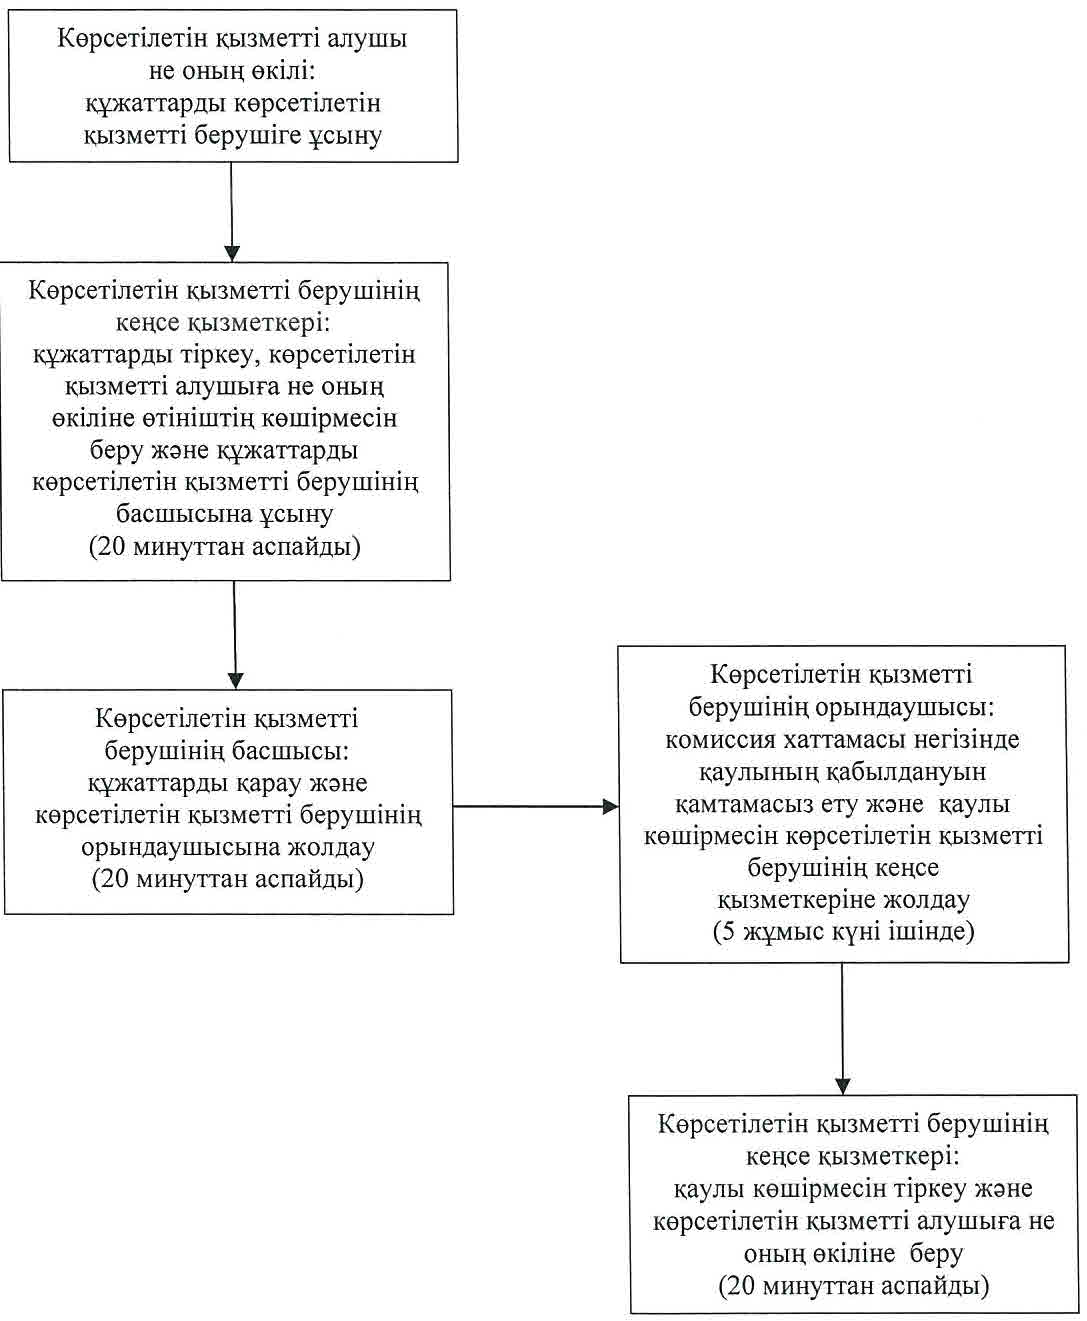 Көрсетілетін қызметті алушы
не оның өкілі:
құжаттарды көрсетілетін
қызметті берушіге ұсыну
Көрсетілетін қызметті берушінің
кеңсе қызметкері:
құжаттарды тіркеу, көрсетілетін
қызметті алушыға не оның
өкіліне өтініштің көшірмесін
беру және құжаттарды
көрсетілетін қызметті берушінің
басшысына ұсыну
(20 минуттан аспайды)
Көрсетілетін қызметті
берушінің басшысы:
құжаттарды қарау және
көрсетілетін қызметті берушінің
орындаушысына жолдау
(20 минуттан аспайды)
Көрсетілетін қызметті
берушінің орындаушысы:
комиссия хаттамасы негізінде
қаулының қабылдануын
қамтамасыз ету және қаулы
көшірмесін көрсетілетін қызметті
берушінің кеңсе
қызметкеріне жолдау
(5 жұмыс күні ішінде)
Көрсетілетін қызметті берушінің
кеңсе қызметкері:
қаулы көшірмесін тіркеу және
көрсетілетін қызметті алушыға не
оның өкіліне беру
(20 минуттан аспайды)